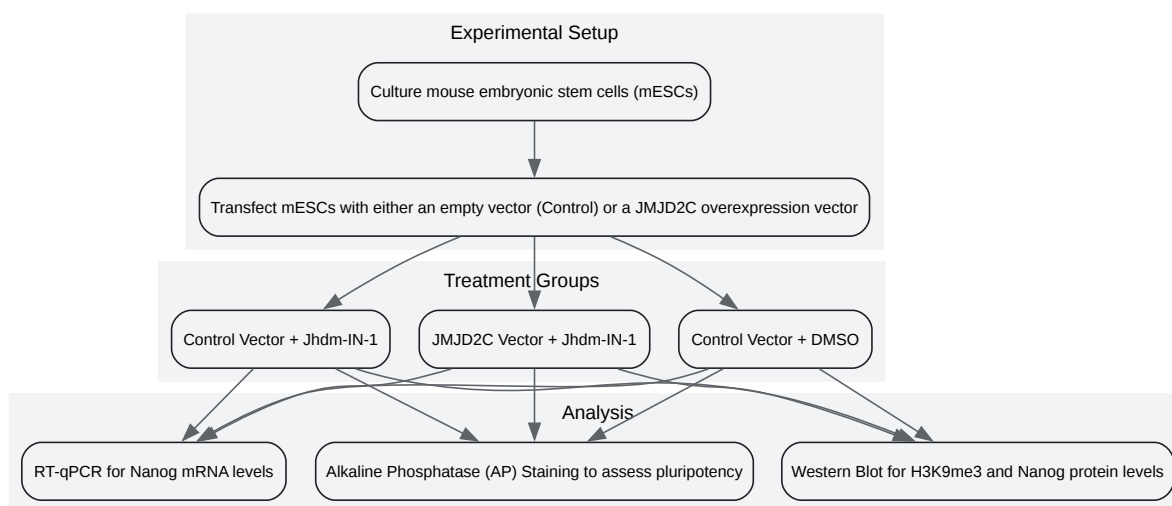 Experimental Setup
Culture mouse embryonic stem cells (mESCs)
Transfect mESCs with either an empty vector (Control) or a JMJD2C overexpression vector
Treatment Groups
Control Vector + Jhdm-IN-1
JMJD2C Vector + Jhdm-IN-1
Control Vector + DMSO
Analysis
RT-qPCR for Nanog mRNA levels
Alkaline Phosphatase (AP) Staining to assess pluripotency
Western Blot for H3K9me3 and Nanog protein levels